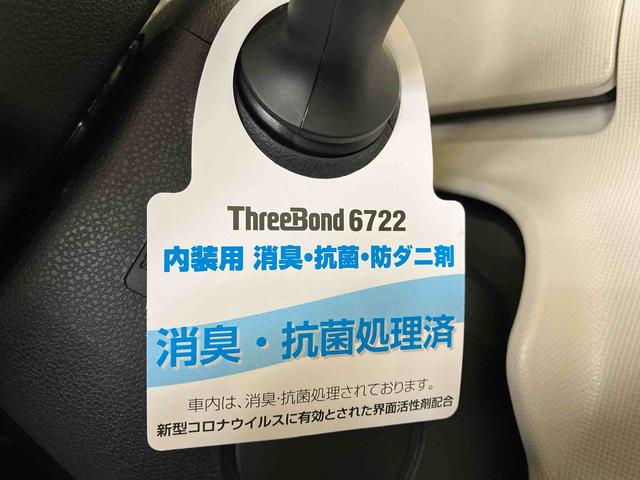 ThreeBond 6722
内装用 消臭・抗菌・防ダニ剤
消臭・抗菌処理済
車内は、消臭・抗菌処理されております。
新型コロナウイルスに有効とされた界面活性剤配合